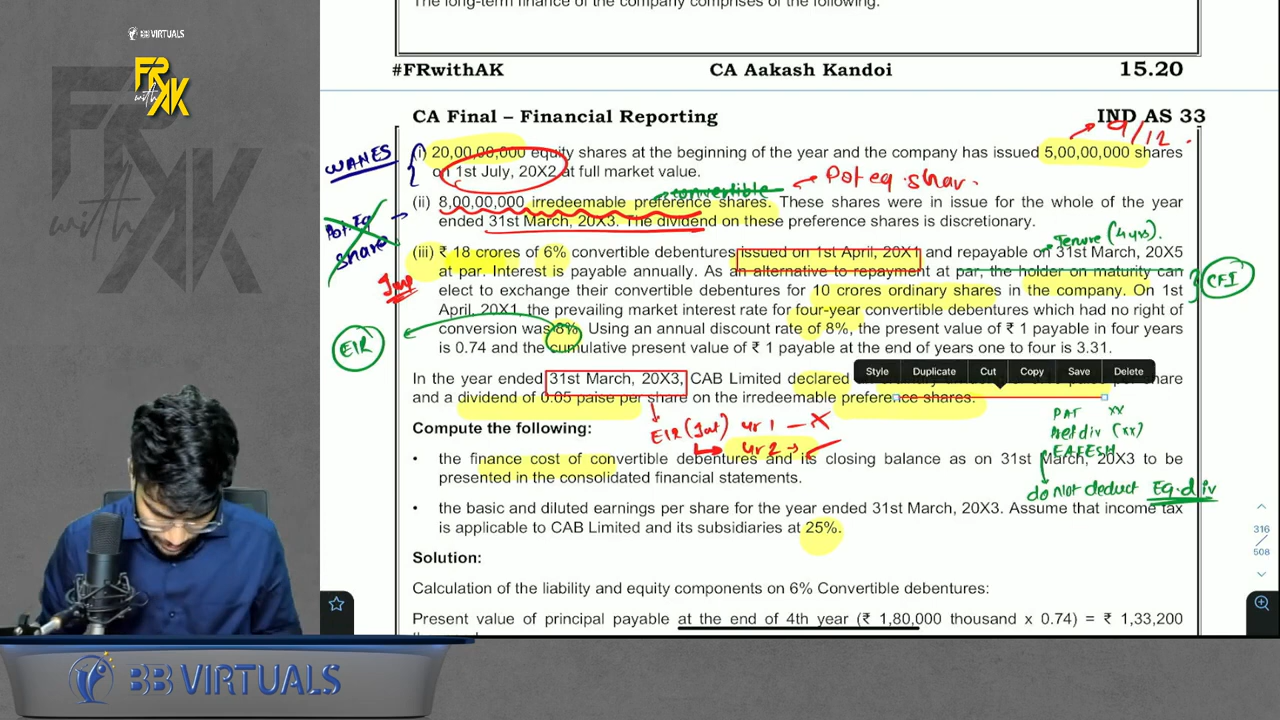 BB VIRTUALS
FR
with
AK
The long-term finance of the company comprises of the following:
#FRwithAK CA Aakash Kandoi 15.20
CA Final – Financial Reporting IND AS 33
9/12
WANES
(i) 20,00,00,000 equity shares at the beginning of the year and the company has issued 5,00,00,000 shares
on 1st July, 20X2 at full market value.
convertible
Pot eq. shar.
(ii) 8,00,00,000 irredeemable preference shares. These shares were in issue for the whole of the year
ended 31st March, 20X3. The dividend on these preference shares is discretionary.
Pot Eq
Share
Tenure (4yrs)
(iii) ₹ 18 crores of 6% convertible debentures issued on 1st April, 20X1 and repayable on 31st March, 20X5
at par. Interest is payable annually. As an alternative to repayment at par, the holder on maturity can
Imp
elect to exchange their convertible debentures for 10 crores ordinary shares in the company. On 1st
CFI
April, 20X1, the prevailing market interest rate for four-year convertible debentures which had no right of
conversion was 8%. Using an annual discount rate of 8%, the present value of ₹ 1 payable in four years
EIR
is 0.74 and the cumulative present value of ₹ 1 payable at the end of years one to four is 3.31.
Style Duplicate Cut Copy Save Delete
In the year ended 31st March, 20X3, CAB Limited declared share
and a dividend of 0.05 paise per share on the irredeemable preference shares.
PAT xx
Pref div (xx)
EAFESH
do not deduct Eq. div
EIR (Int) yr 1 – X
yr 2 →
Compute the following:
• the finance cost of convertible debentures and its closing balance as on 31st March, 20X3 to be
presented in the consolidated financial statements.
• the basic and diluted earnings per share for the year ended 31st March, 20X3. Assume that income tax
is applicable to CAB Limited and its subsidiaries at 25%.
316
508
Solution:
Calculation of the liability and equity components on 6% Convertible debentures:
Present value of principal payable at the end of 4th year (₹ 1,80,000 thousand x 0.74) = ₹ 1,33,200
BB VIRTUALS